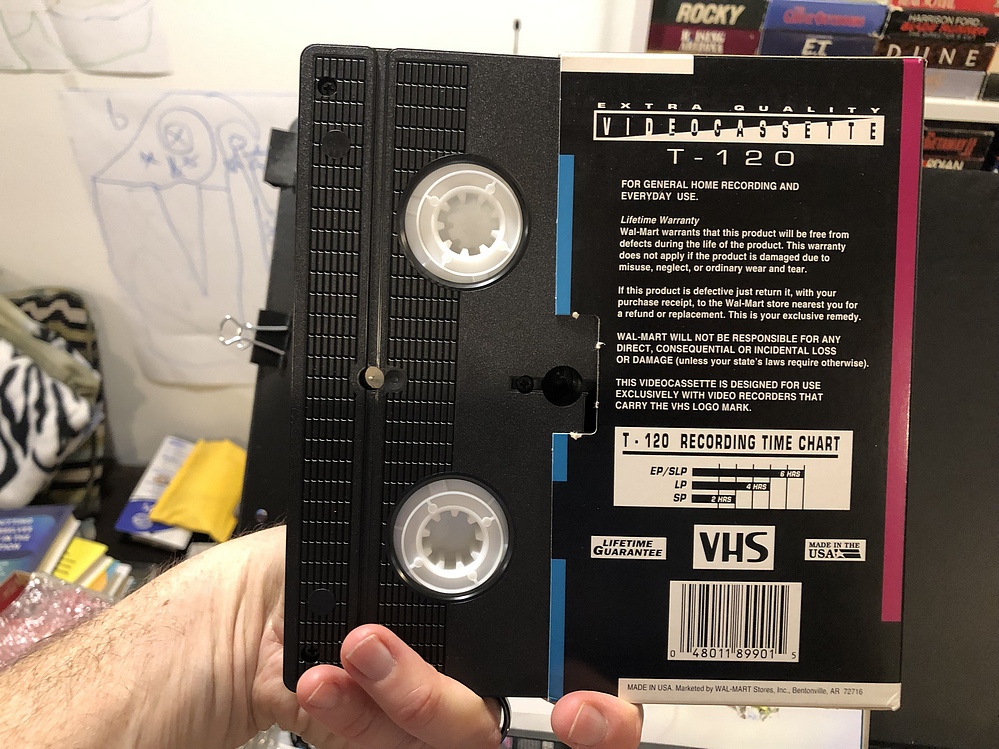 ROCKY
E.T.
HARRISON FORD
DUNE
EXTRA QUALITY
VIDEOCASSETTE
T-120
FOR GENERAL HOME RECORDING AND
EVERYDAY USE.
Lifetime Warranty
Wal-Mart warrants that this product will be free from
defects during the life of the product. This warranty
does not apply if the product is damaged due to
misuse, neglect, or ordinary wear and tear.
If this product is defective just return it, with your
purchase receipt, to the Wal-Mart store nearest you for
a refund or replacement. This is your exclusive remedy.
WAL-MART WILL NOT BE RESPONSIBLE FOR ANY
DIRECT, CONSEQUENTIAL OR INCIDENTAL LOSS
OR DAMAGE (unless your state's laws require otherwise).
THIS VIDEOCASSETTE IS DESIGNED FOR USE
EXCLUSIVELY WITH VIDEO RECORDERS THAT
CARRY THE VHS LOGO MARK.
T-120 RECORDING TIME CHART
EP/SLP 6 HRS
LP 4 HRS
SP 2 HRS
LIFETIME
GUARANTEE
VHS
MADE IN THE
USA
0 48011 89901 5
MADE IN USA. Marketed by WAL-MART Stores, Inc., Bentonville, AR 72716